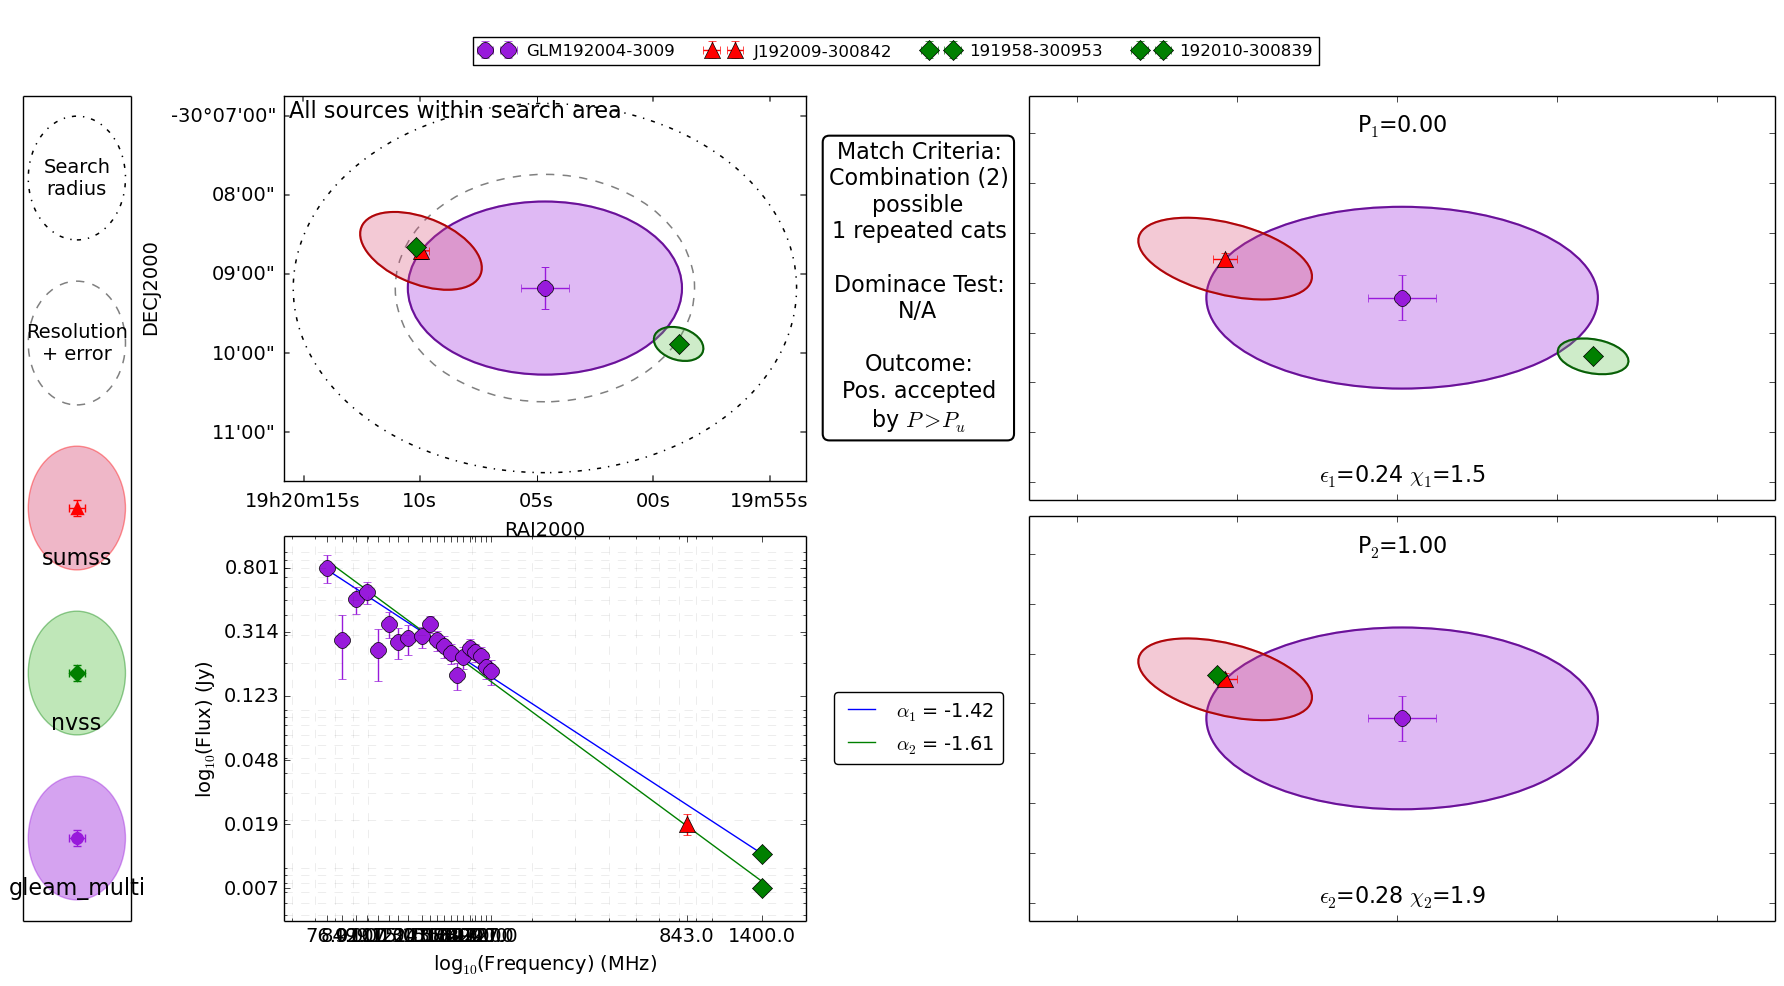 GLM192004-3009 J192009-300842 191958-300953 192010-300839
Search
radius
Resolution
+ error
sumss
nvss
gleam_multi
All sources within search area
DECJ2000
-30°07'00"
08'00"
09'00"
10'00"
11'00"
19h20m15s 10s 05s 00s 19m55s
RAJ2000
Match Criteria:
Combination (2)
possible
1 repeated cats
Dominace Test:
N/A
Outcome:
Pos. accepted
by P>Pu
P1=0.00
ϵ1=0.24 χ1=1.5
P2=1.00
ϵ2=0.28 χ2=1.9
log10(Flux) (Jy)
0.801
0.314
0.123
0.048
0.019
0.007
843.0 1400.0
log10(Frequency) (MHz)
α1 = -1.42
α2 = -1.61